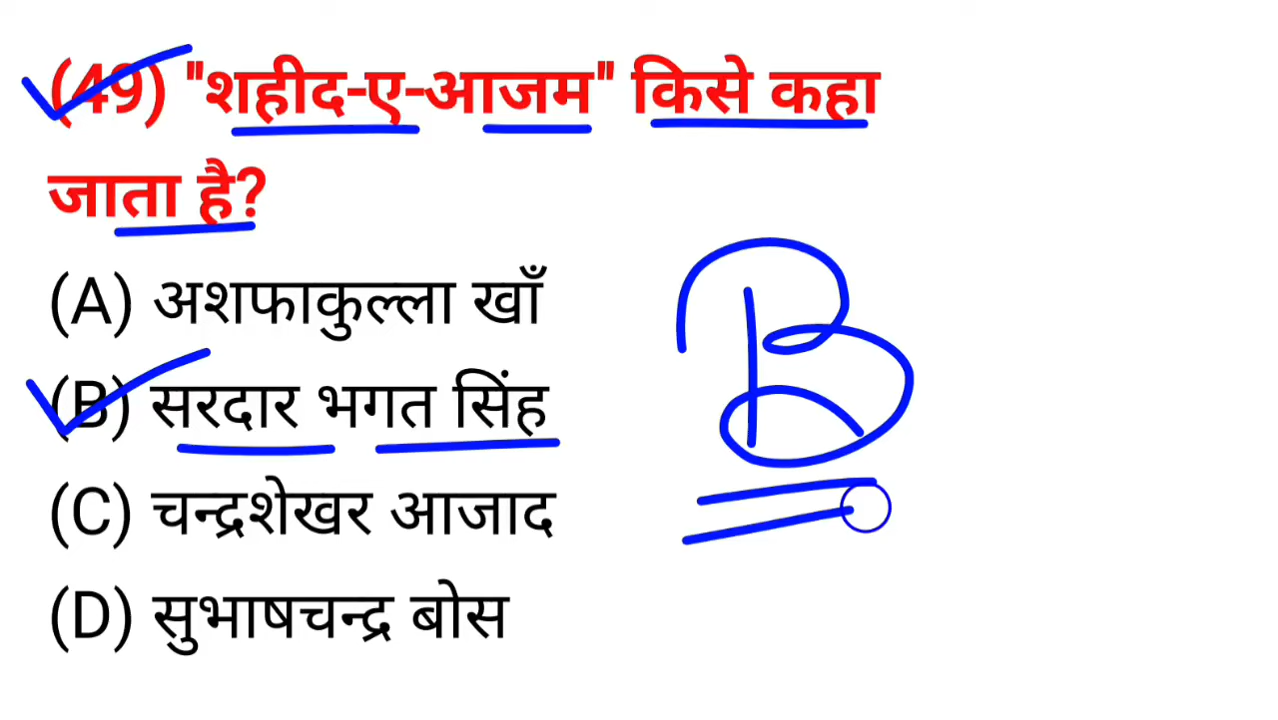 (49) "शहीद-ए-आजम" किसे कहा
जाता है?
(A) अशफाकुल्ला खाँ
(B) सरदार भगत सिंह
(C) चन्द्रशेखर आजाद
(D) सुभाषचन्द्र बोस
B